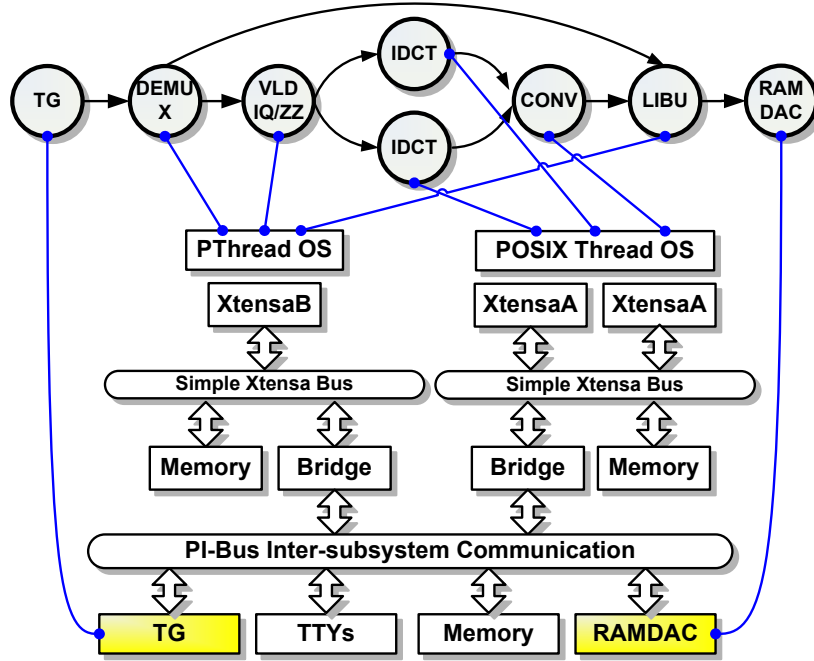 IDCT
TG
DEMU
X
VLD
IQ/ZZ
CONV
LIBU
RAM
DAC
IDCT
PThread OS
POSIX Thread OS
XtensaB
XtensaA
XtensaA
Simple Xtensa Bus
Simple Xtensa Bus
Memory
Bridge
Bridge
Memory
PI-Bus Inter-subsystem Communication
TG
TTYs
Memory
RAMDAC